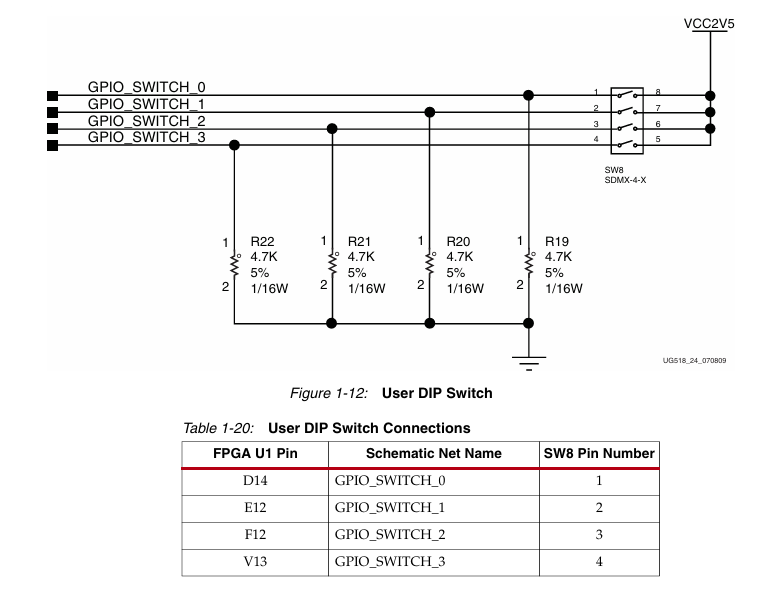 VCC2V5
GPIO_SWITCH_0
1 8
GPIO_SWITCH_1
2 7
GPIO_SWITCH_2
3 6
GPIO_SWITCH_3
4 5
SW8
SDMX-4-X
1 R22 1 R21 1 R20 1 R19
4.7K 4.7K 4.7K 4.7K
5% 5% 5% 5%
2 1/16W 2 1/16W 2 1/16W 2 1/16W
UG518_24_070809
Figure 1-12: User DIP Switch
Table 1-20: User DIP Switch Connections
FPGA U1 Pin Schematic Net Name SW8 Pin Number
D14 GPIO_SWITCH_0 1
E12 GPIO_SWITCH_1 2
F12 GPIO_SWITCH_2 3
V13 GPIO_SWITCH_3 4